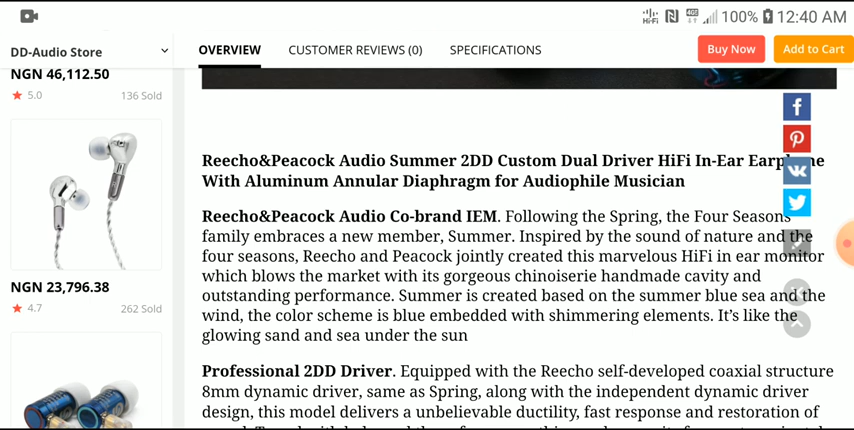 HiFi
4GE
100%
12:40 AM
DD-Audio Store
OVERVIEW
CUSTOMER REVIEWS (0)
SPECIFICATIONS
Buy Now
Add to Cart
NGN 46,112.50
5.0
136 Sold
NGN 23,796.38
4.7
262 Sold
Reecho&Peacock Audio Summer 2DD Custom Dual Driver HiFi In-Ear Earphone
With Aluminum Annular Diaphragm for Audiophile Musician
Reecho&Peacock Audio Co-brand IEM. Following the Spring, the Four Seasons
family embraces a new member, Summer. Inspired by the sound of nature and the
four seasons, Reecho and Peacock jointly created this marvelous HiFi in ear monitor
which blows the market with its gorgeous chinoiserie handmade cavity and
outstanding performance. Summer is created based on the summer blue sea and the
wind, the color scheme is blue embedded with shimmering elements. It’s like the
glowing sand and sea under the sun
Professional 2DD Driver. Equipped with the Reecho self-developed coaxial structure
8mm dynamic driver, same as Spring, along with the independent dynamic driver
design, this model delivers a unbelievable ductility, fast response and restoration of